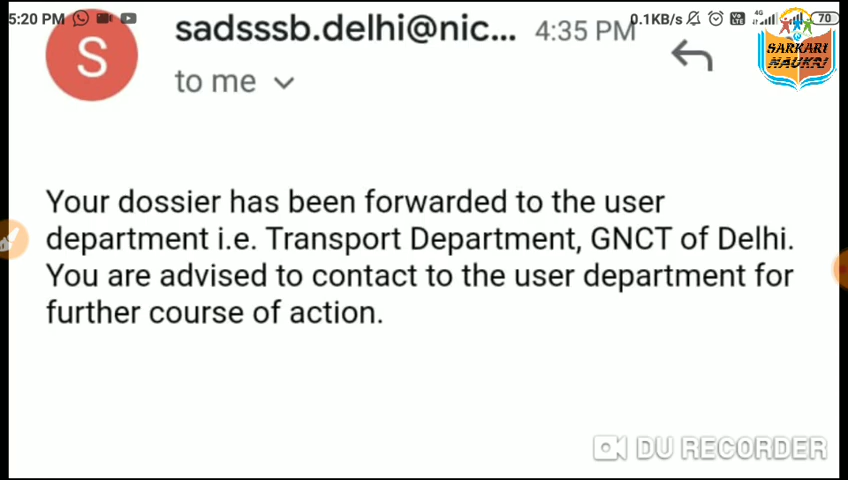 5:20 PM
0.1KB/s
4G
70
SARKARI
NAUKRI
S
sadsssb.delhi@nic...
4:35 PM
to me
Your dossier has been forwarded to the user
department i.e. Transport Department, GNCT of Delhi.
You are advised to contact to the user department for
further course of action.
DU RECORDER